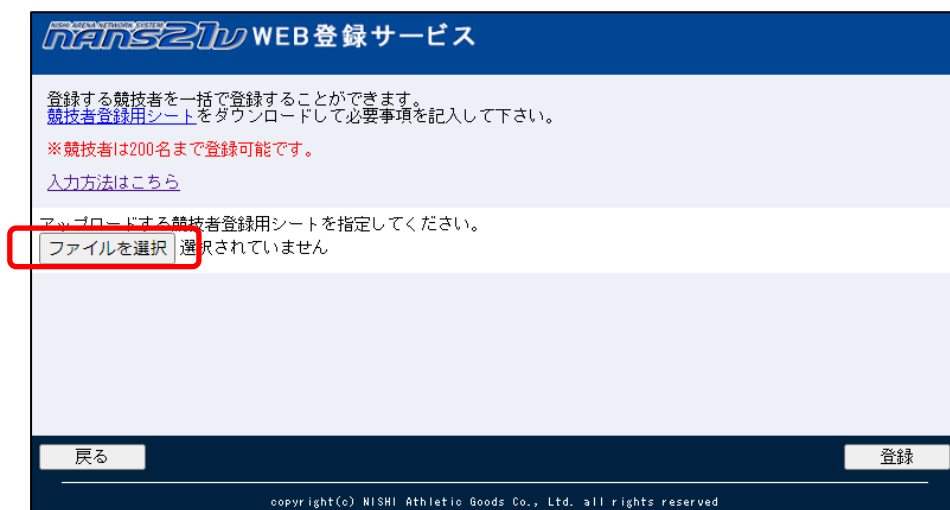 NISHI ARENA NETWORK SYSTEM
NANS21V WEB登録サービス
登録する競技者を一括で登録することができます。
競技者登録用シートをダウンロードして必要事項を記入して下さい。
※競技者は200名まで登録可能です。
入力方法はこちら
アップロードする競技者登録用シートを指定してください。
ファイルを選択 選択されていません
戻る
登録
copyright(c) NISHI Athletic Goods Co., Ltd. all rights reserved